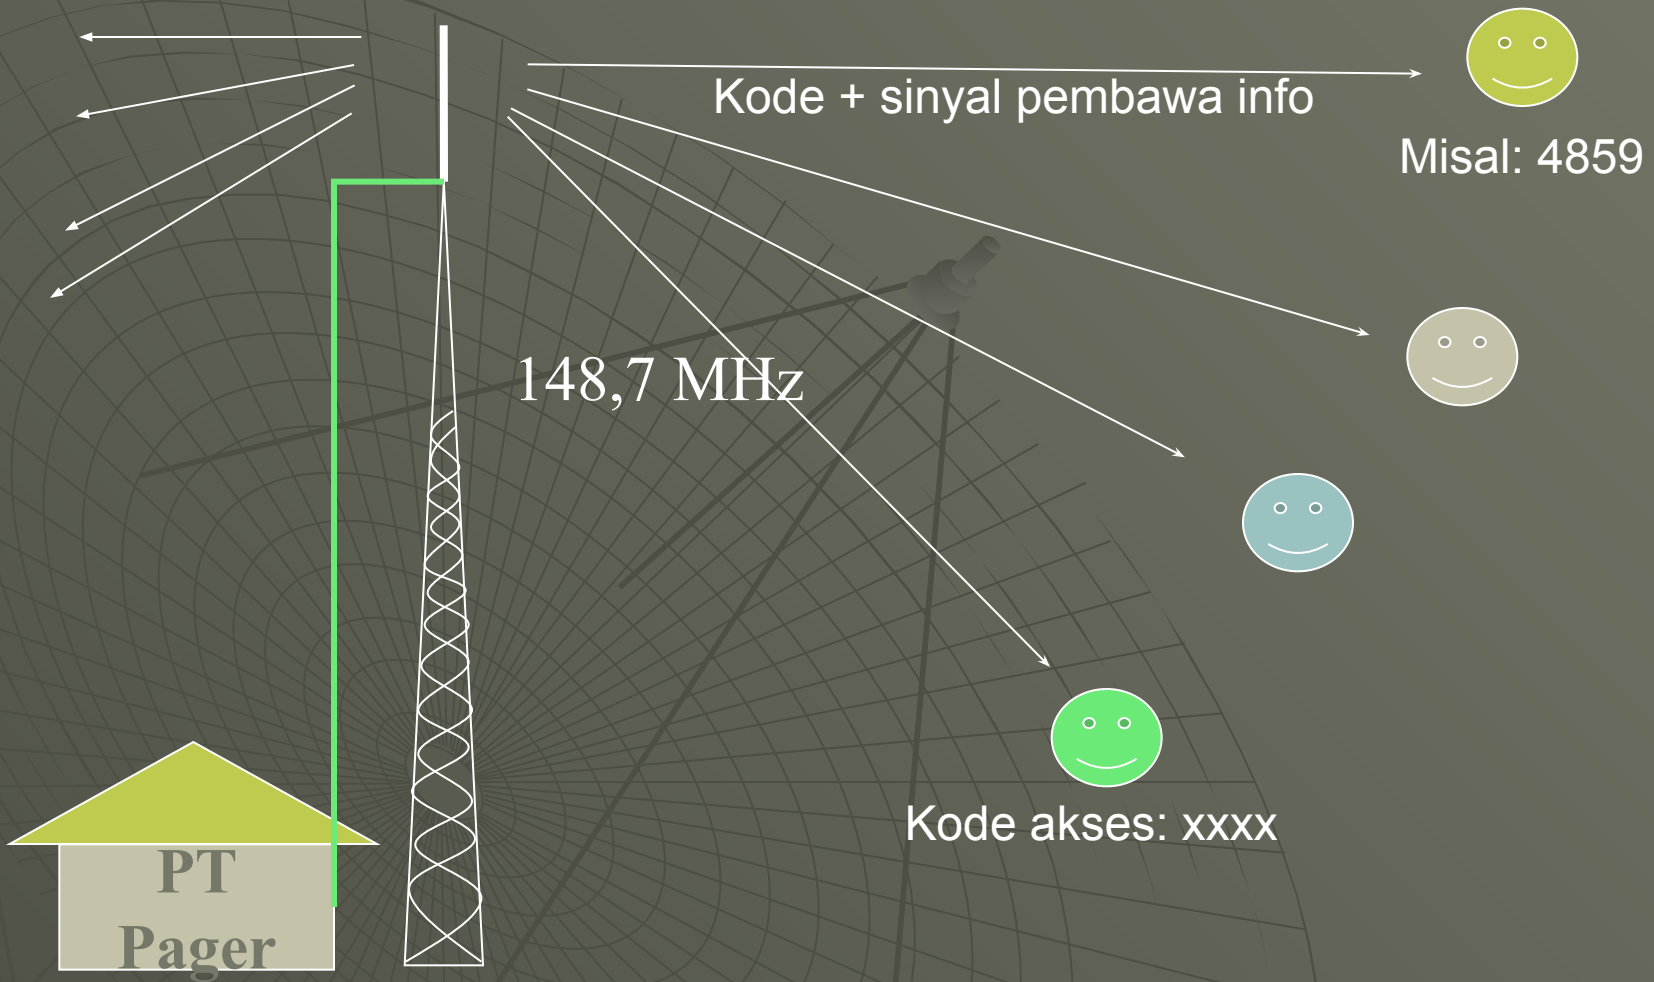 Kode + sinyal pembawa info
Misal: 4859
148,7 MHz
Kode akses: xxxx
PT
Pager